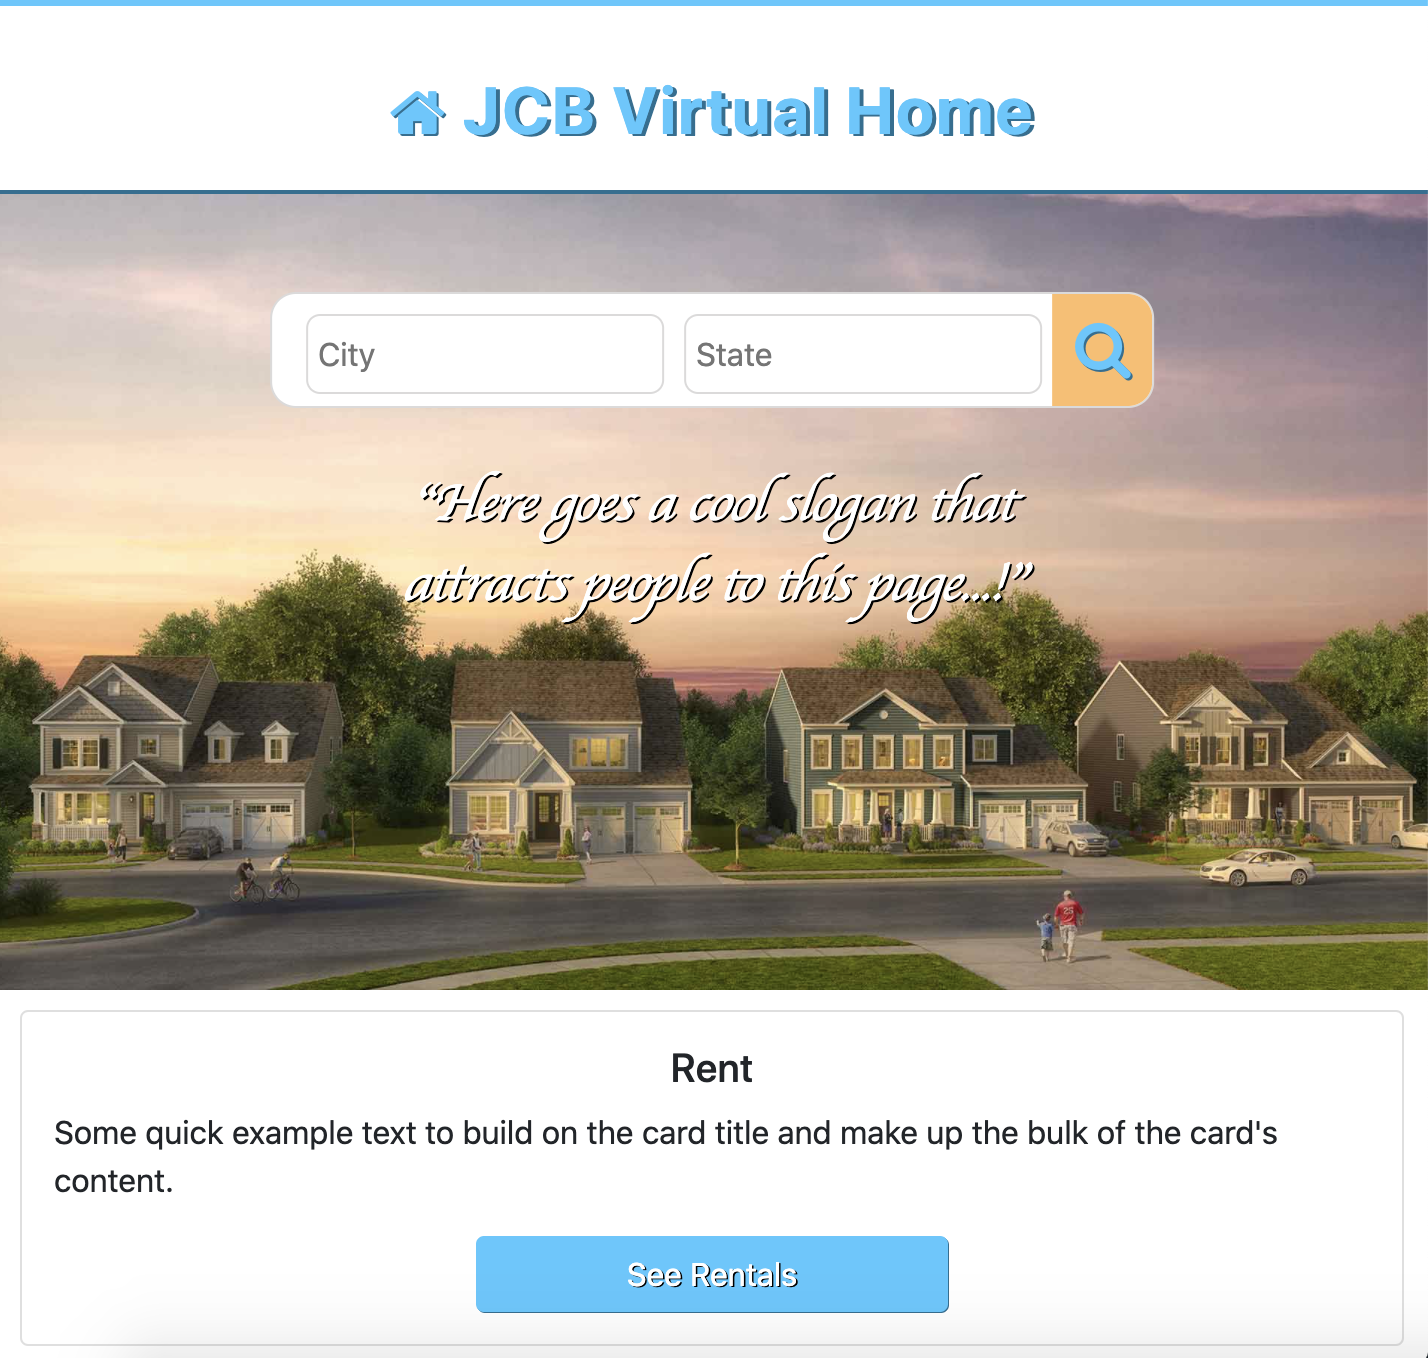 JCB Virtual Home
City
State
“Here goes a cool slogan that
attracts people to this page...!”
Rent
Some quick example text to build on the card title and make up the bulk of the card's
content.
See Rentals